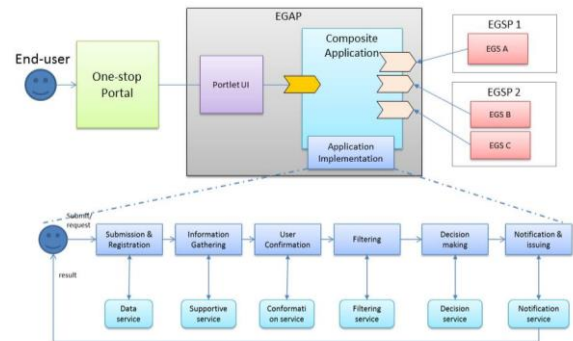 EGAP
EGSP 1
Composite
Application
EGS A
End-user
One-stop
Portal
Portlet UI
EGSP 2
EGS B
EGS C
Application
Implementation
Submit/
request
Submission &
Registration
Information
Gathering
User
Confirmation
Filtering
Decision
making
Notification &
issuing
result
Data
service
Supportive
service
Conformati
on service
Filtering
service
Decision
service
Notification
service